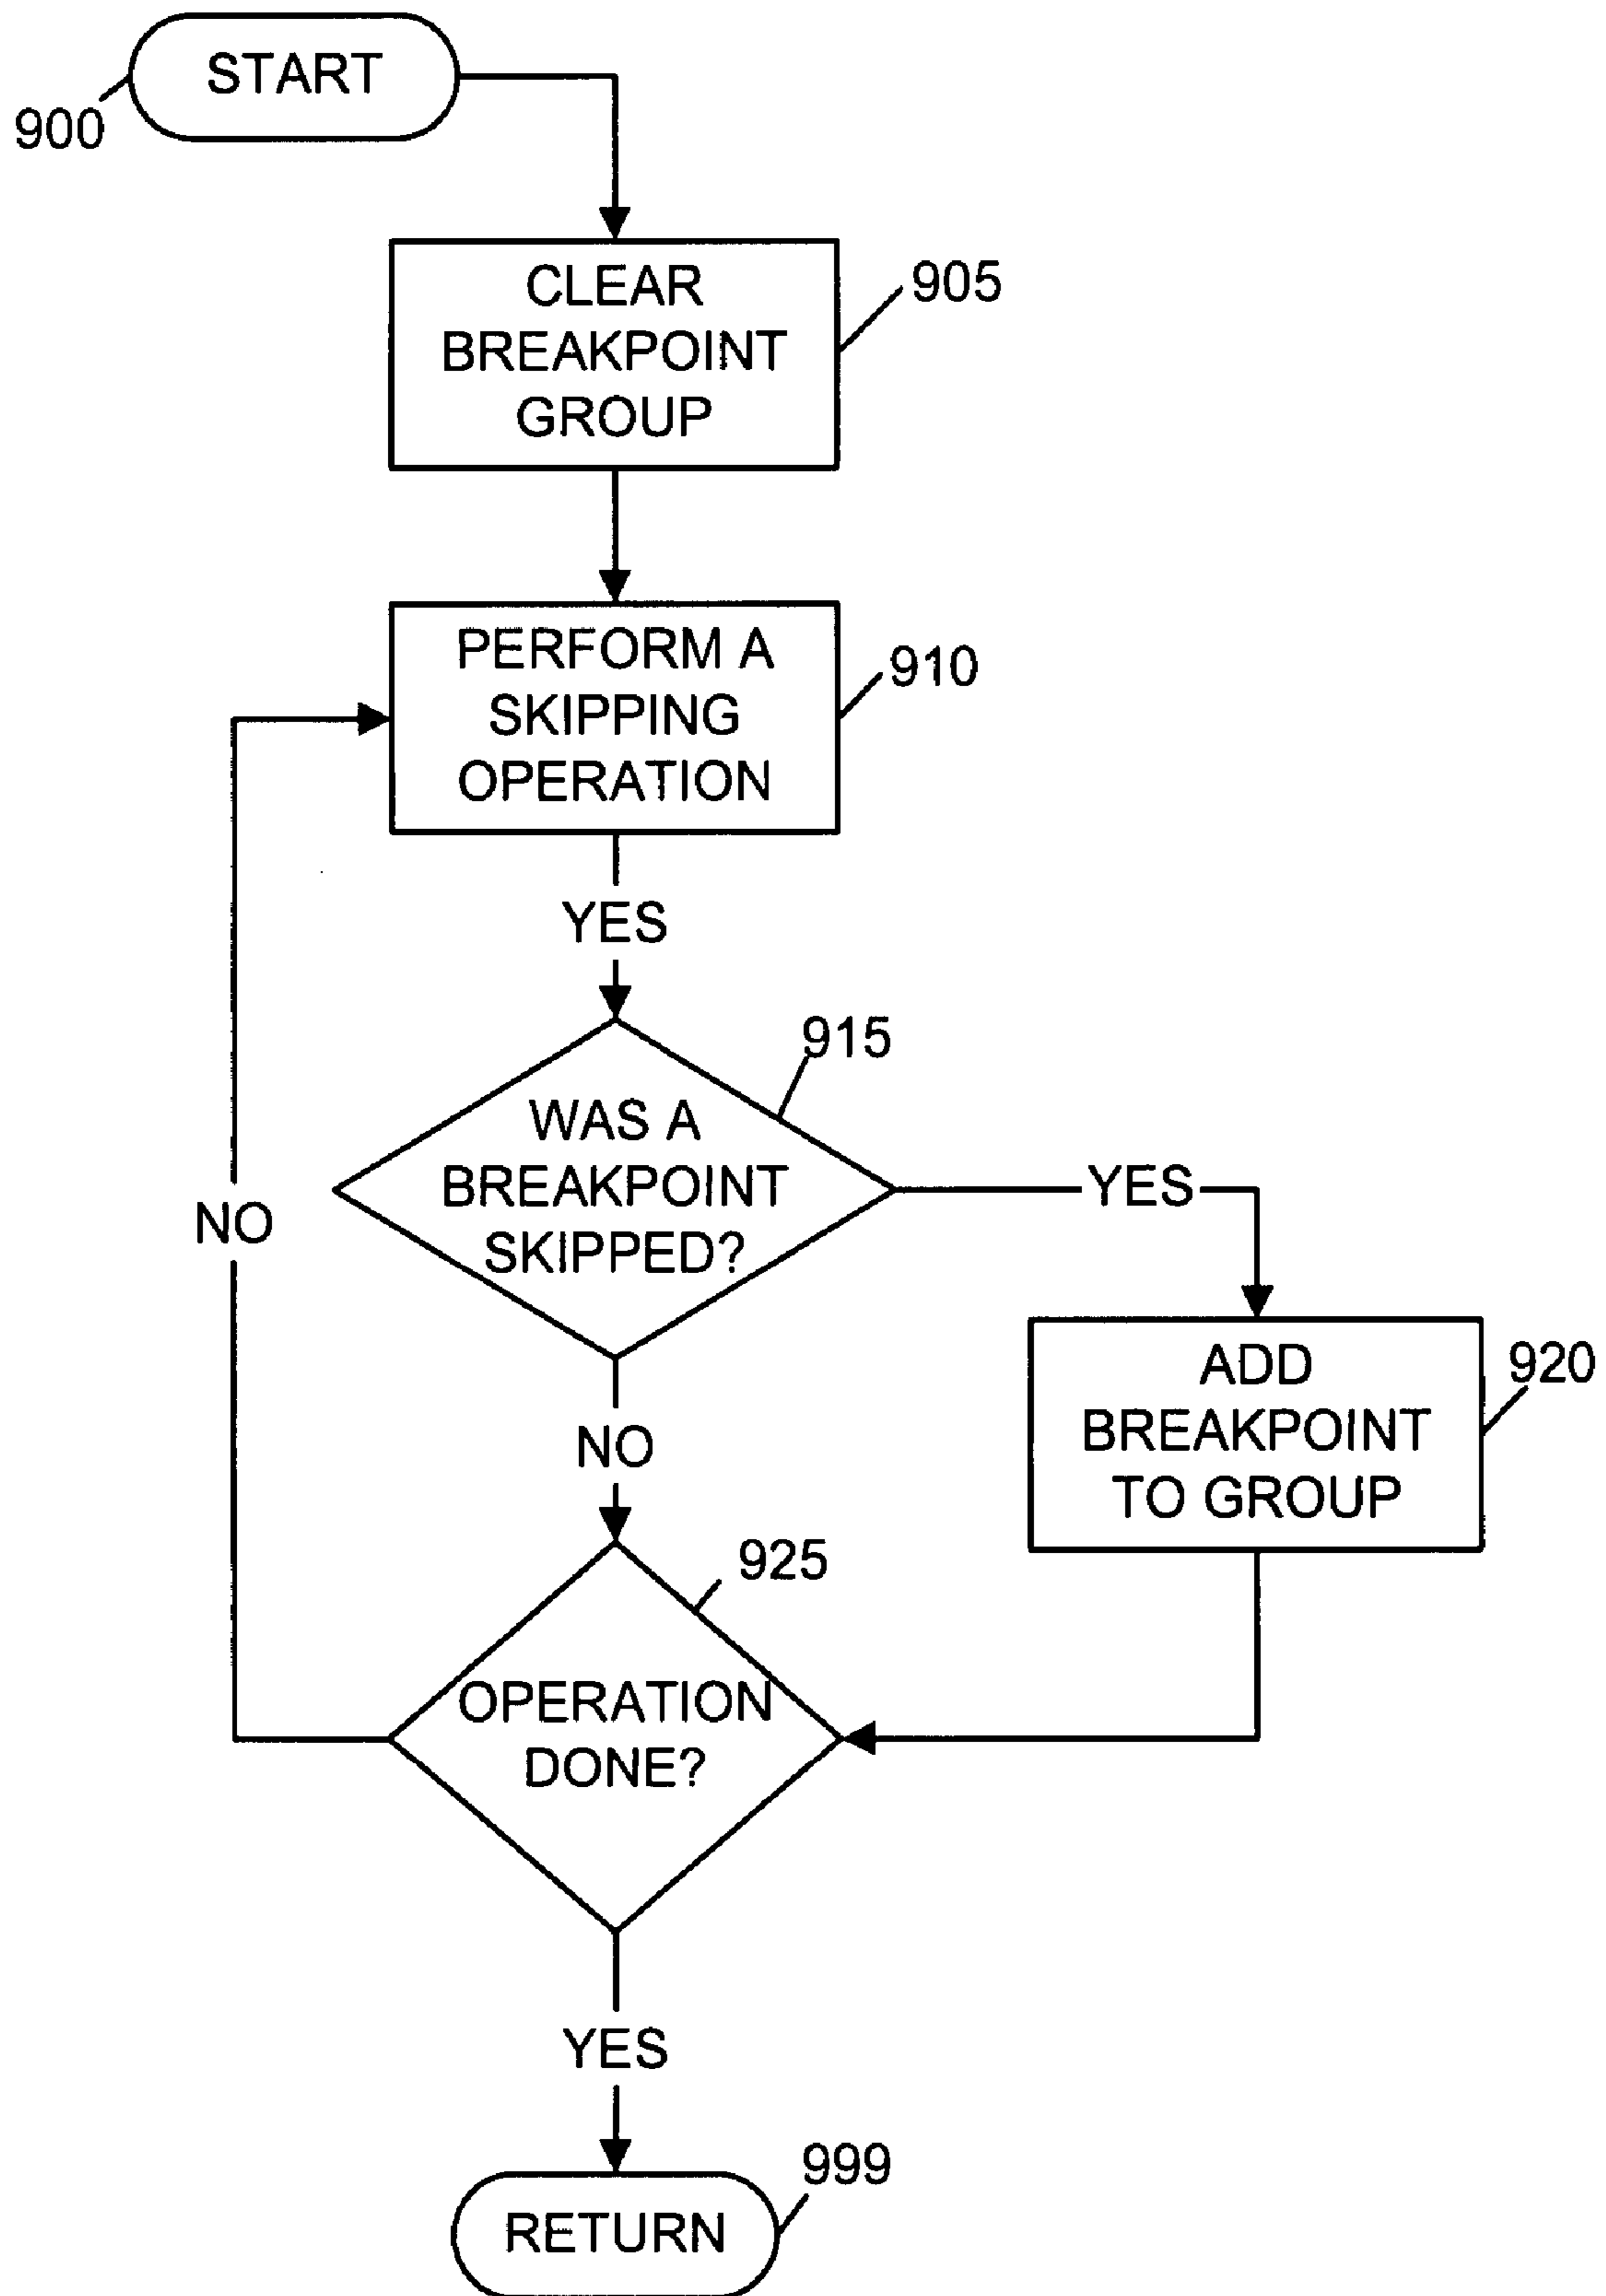 START
900
CLEAR
BREAKPOINT
GROUP
905
PERFORM A
SKIPPING
OPERATION
910
YES
915
WAS A
BREAKPOINT
SKIPPED?
YES
NO
ADD
BREAKPOINT
TO GROUP
920
NO
925
OPERATION
DONE?
YES
999
RETURN